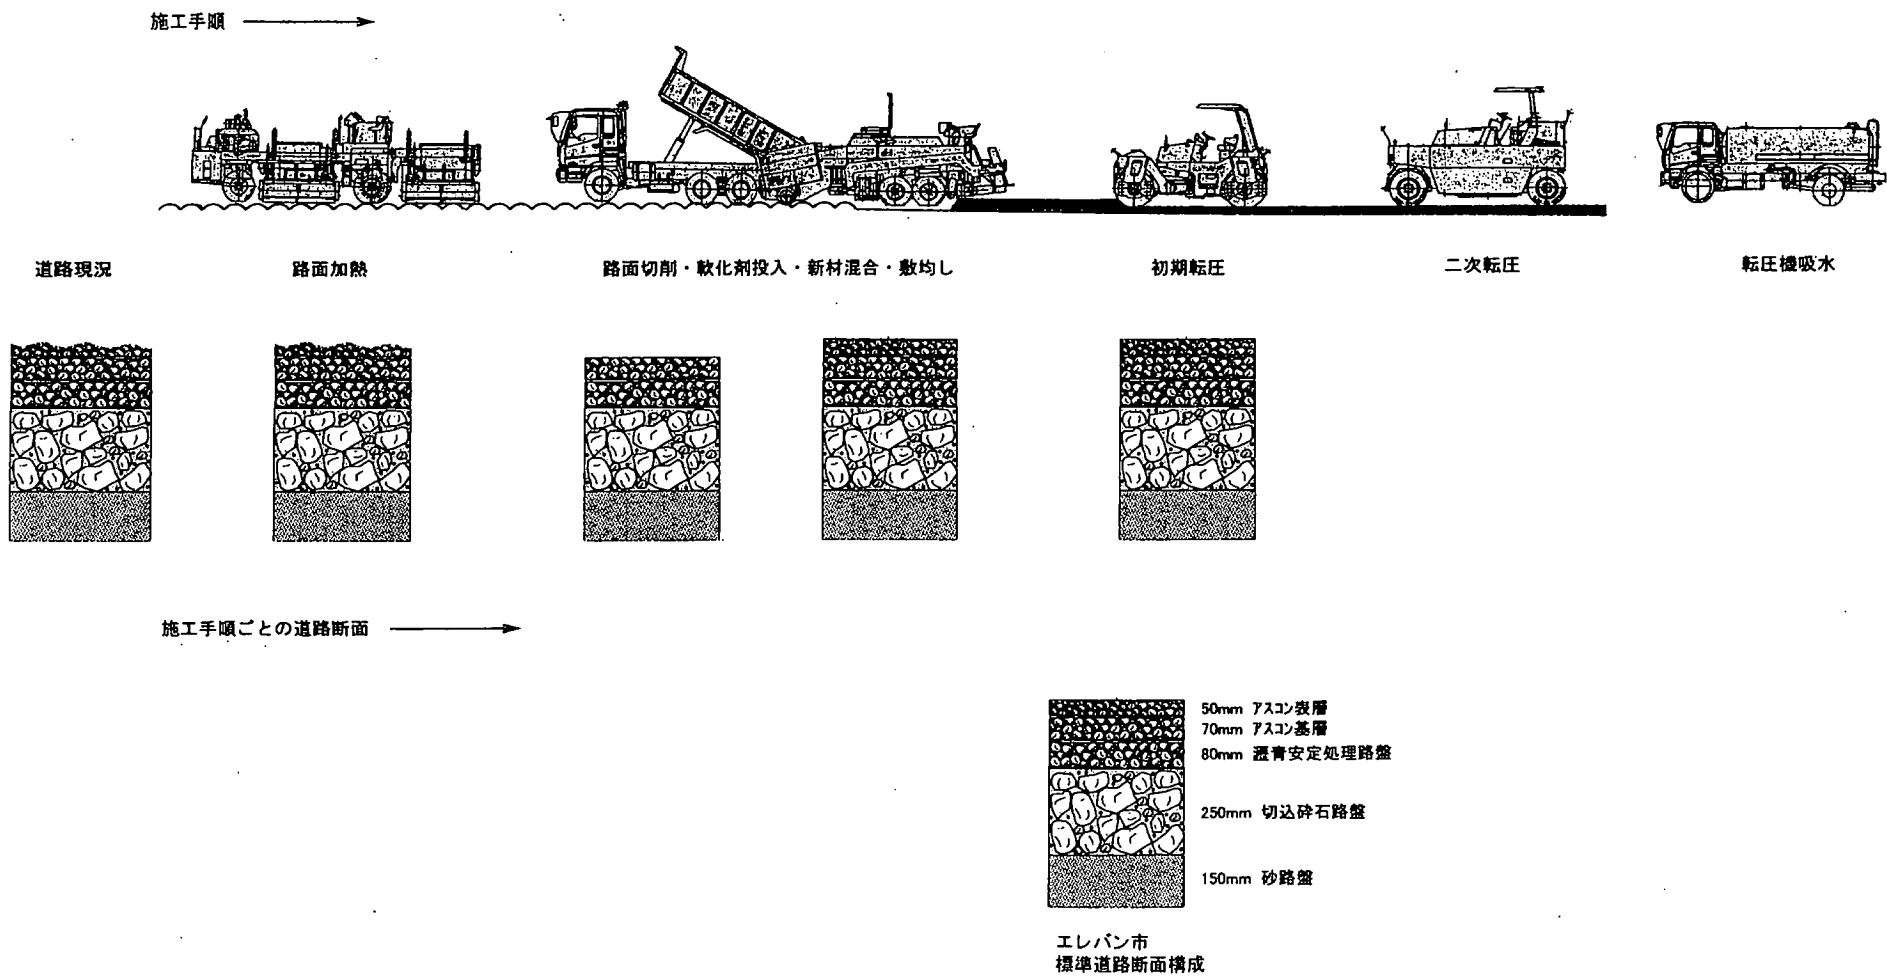 施工手順
道路現況
路面加熱
路面切削・軟化剤投入・新材混合・敷均し
初期転圧
二次転圧
転圧機吸水
施工手順ごとの道路断面
50mm アスコン表層
70mm アスコン基層
80mm 瀝青安定処理路盤
250mm 切込砕石路盤
150mm 砂路盤
エレバン市
標準道路断面構成